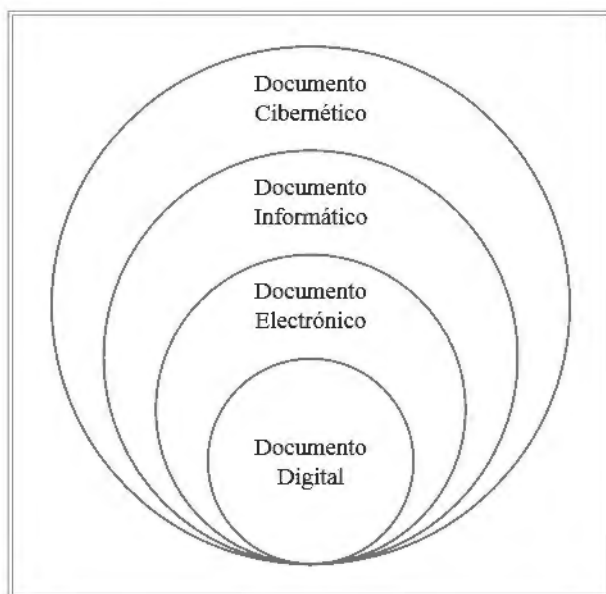 Documento
Cibernético
Documento
Informático
Documento
Electrónico
Documento
Digital